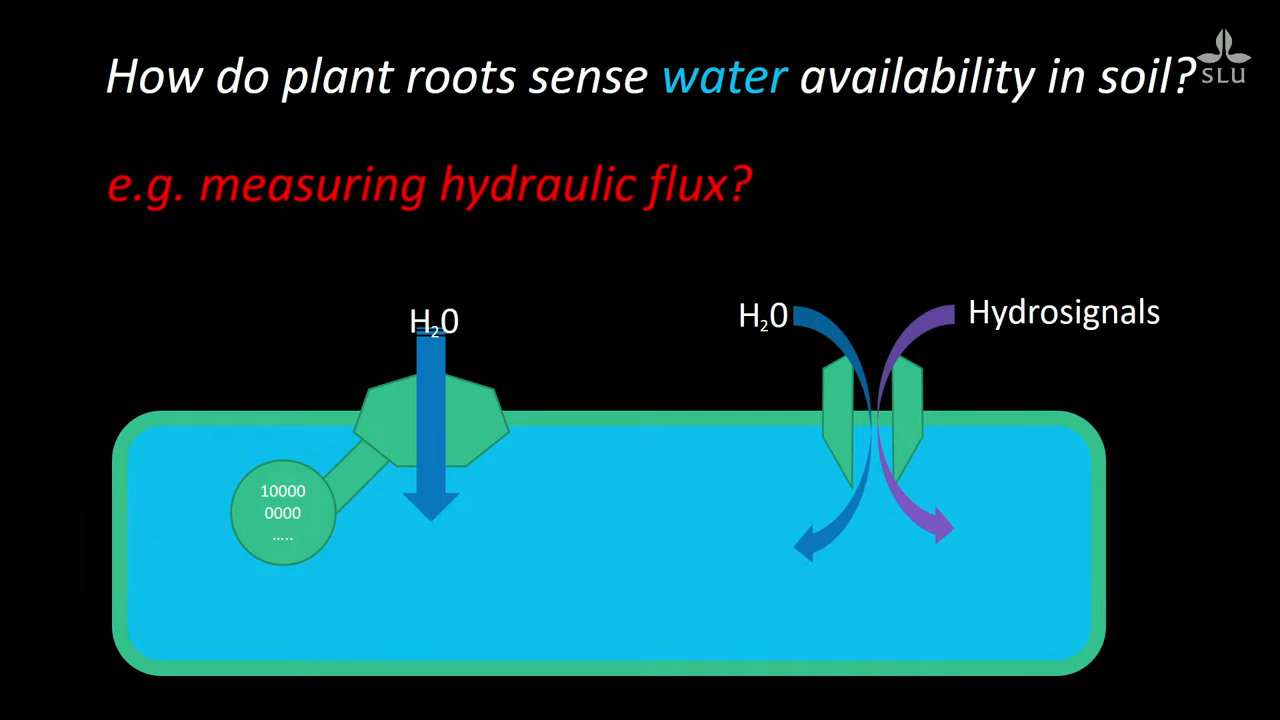 How do plant roots sense water availability in soil?
SLU
e.g. measuring hydraulic flux?
H₂0
H₂0
Hydrosignals
10000
0000
.....